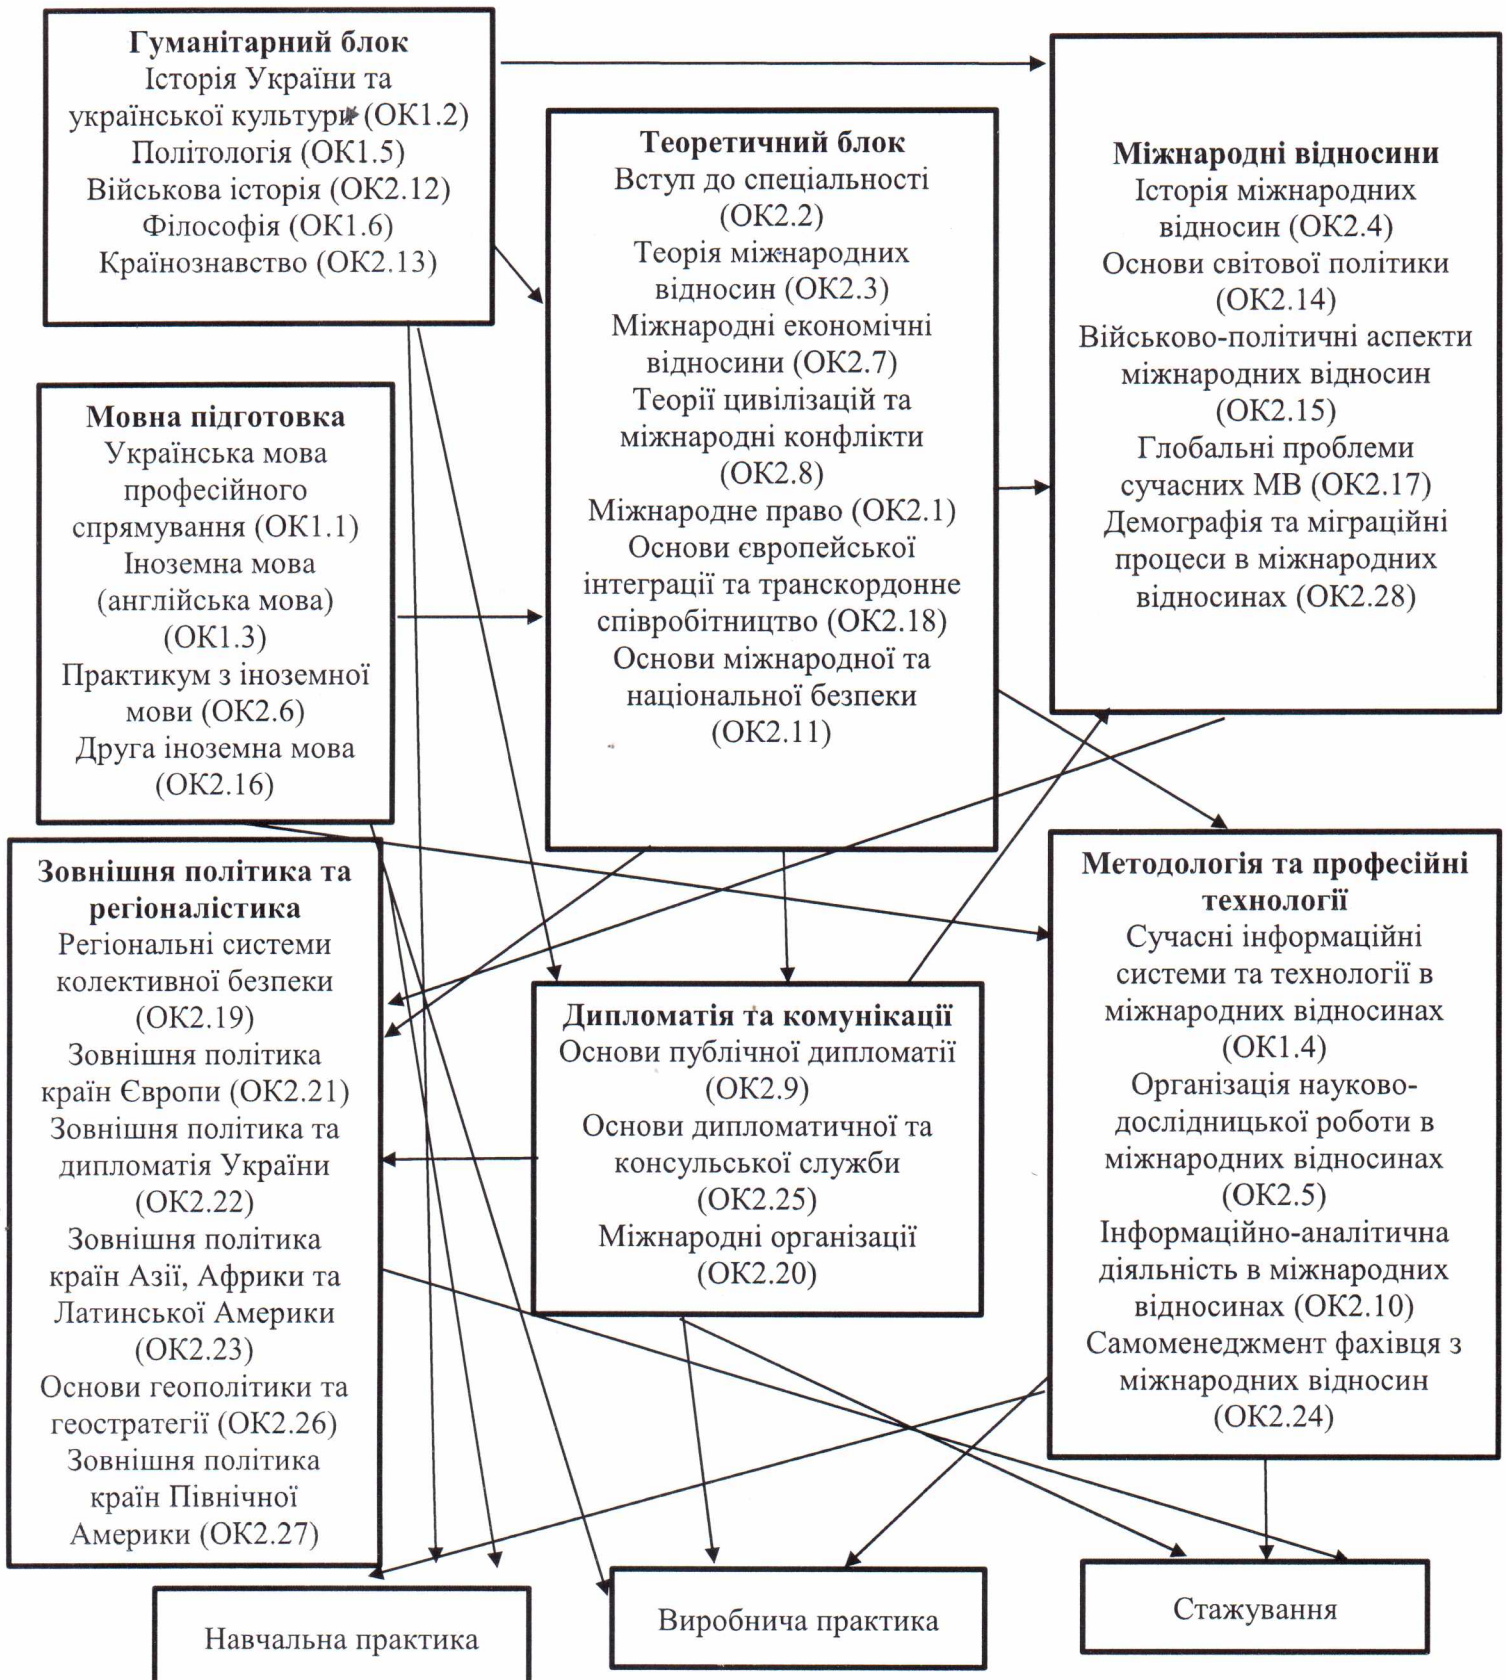 Гуманітарний блок
Історія України та
української культури (ОК1.2)
Політологія (ОК1.5)
Військова історія (ОК2.12)
Філософія (ОК1.6)
Країнознавство (ОК2.13)
Мовна підготовка
Українська мова
професійного
спрямування (ОК1.1)
Іноземна мова
(англійська мова)
(ОК1.3)
Практикум з іноземної
мови (ОК2.6)
Друга іноземна мова
(ОК2.16)
Теоретичний блок
Вступ до спеціальності
(ОК2.2)
Теорія міжнародних
відносин (ОК2.3)
Міжнародні економічні
відносини (ОК2.7)
Теорії цивілізацій та
міжнародні конфлікти
(ОК2.8)
Міжнародне право (ОК2.1)
Основи європейської
інтеграції та транскордонне
співробітництво (ОК2.18)
Основи міжнародної та
національної безпеки
(ОК2.11)
Міжнародні відносини
Історія міжнародних
відносин (ОК2.4)
Основи світової політики
(ОК2.14)
Військово-політичні аспекти
міжнародних відносин
(ОК2.15)
Глобальні проблеми
сучасних МВ (ОК2.17)
Демографія та міграційні
процеси в міжнародних
відносинах (ОК2.28)
Зовнішня політика та
регіоналістика
Регіональні системи
колективної безпеки
(ОК2.19)
Зовнішня політика
країн Європи (ОК2.21)
Зовнішня політика та
дипломатія України
(ОК2.22)
Зовнішня політика
країн Азії, Африки та
Латинської Америки
(ОК2.23)
Основи геополітики та
геостратегії (ОК2.26)
Зовнішня політика
країн Північної
Америки (ОК2.27)
Дипломатія та комунікації
Основи публічної дипломатії
(ОК2.9)
Основи дипломатичної та
консульської служби
(ОК2.25)
Міжнародні організації
(ОК2.20)
Методологія та професійні
технології
Сучасні інформаційні
системи та технології в
міжнародних відносинах
(ОК1.4)
Організація науково-
дослідницької роботи в
міжнародних відносинах
(ОК2.5)
Інформаційно-аналітична
діяльність в міжнародних
відносинах (ОК2.10)
Самоменеджмент фахівця з
міжнародних відносин
(ОК2.24)
Навчальна практика
Виробнича практика
Стажування